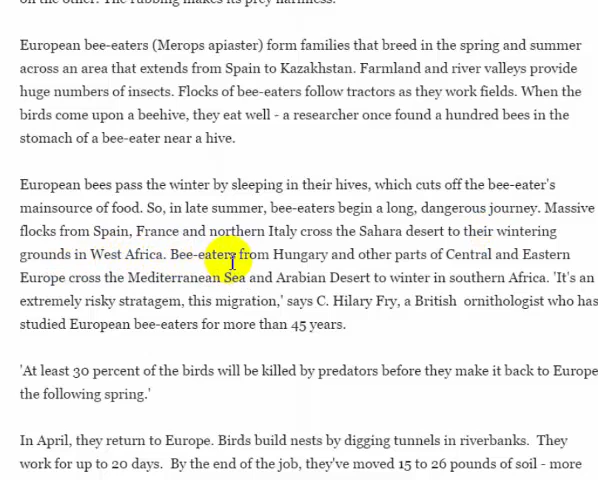 on the other. The rubbing makes its prey harmless.
European bee-eaters (Merops apiaster) form families that breed in the spring and summer
across an area that extends from Spain to Kazakhstan. Farmland and river valleys provide
huge numbers of insects. Flocks of bee-eaters follow tractors as they work fields. When the
birds come upon a beehive, they eat well - a researcher once found a hundred bees in the
stomach of a bee-eater near a hive.
European bees pass the winter by sleeping in their hives, which cuts off the bee-eater's
mainsource of food. So, in late summer, bee-eaters begin a long, dangerous journey. Massive
flocks from Spain, France and northern Italy cross the Sahara desert to their wintering
grounds in West Africa. Bee-eaters from Hungary and other parts of Central and Eastern
Europe cross the Mediterranean Sea and Arabian Desert to winter in southern Africa. 'It's an
extremely risky stratagem, this migration,' says C. Hilary Fry, a British ornithologist who has
studied European bee-eaters for more than 45 years.
'At least 30 percent of the birds will be killed by predators before they make it back to Europe
the following spring.'
In April, they return to Europe. Birds build nests by digging tunnels in riverbanks. They
work for up to 20 days. By the end of the job, they've moved 15 to 26 pounds of soil - more